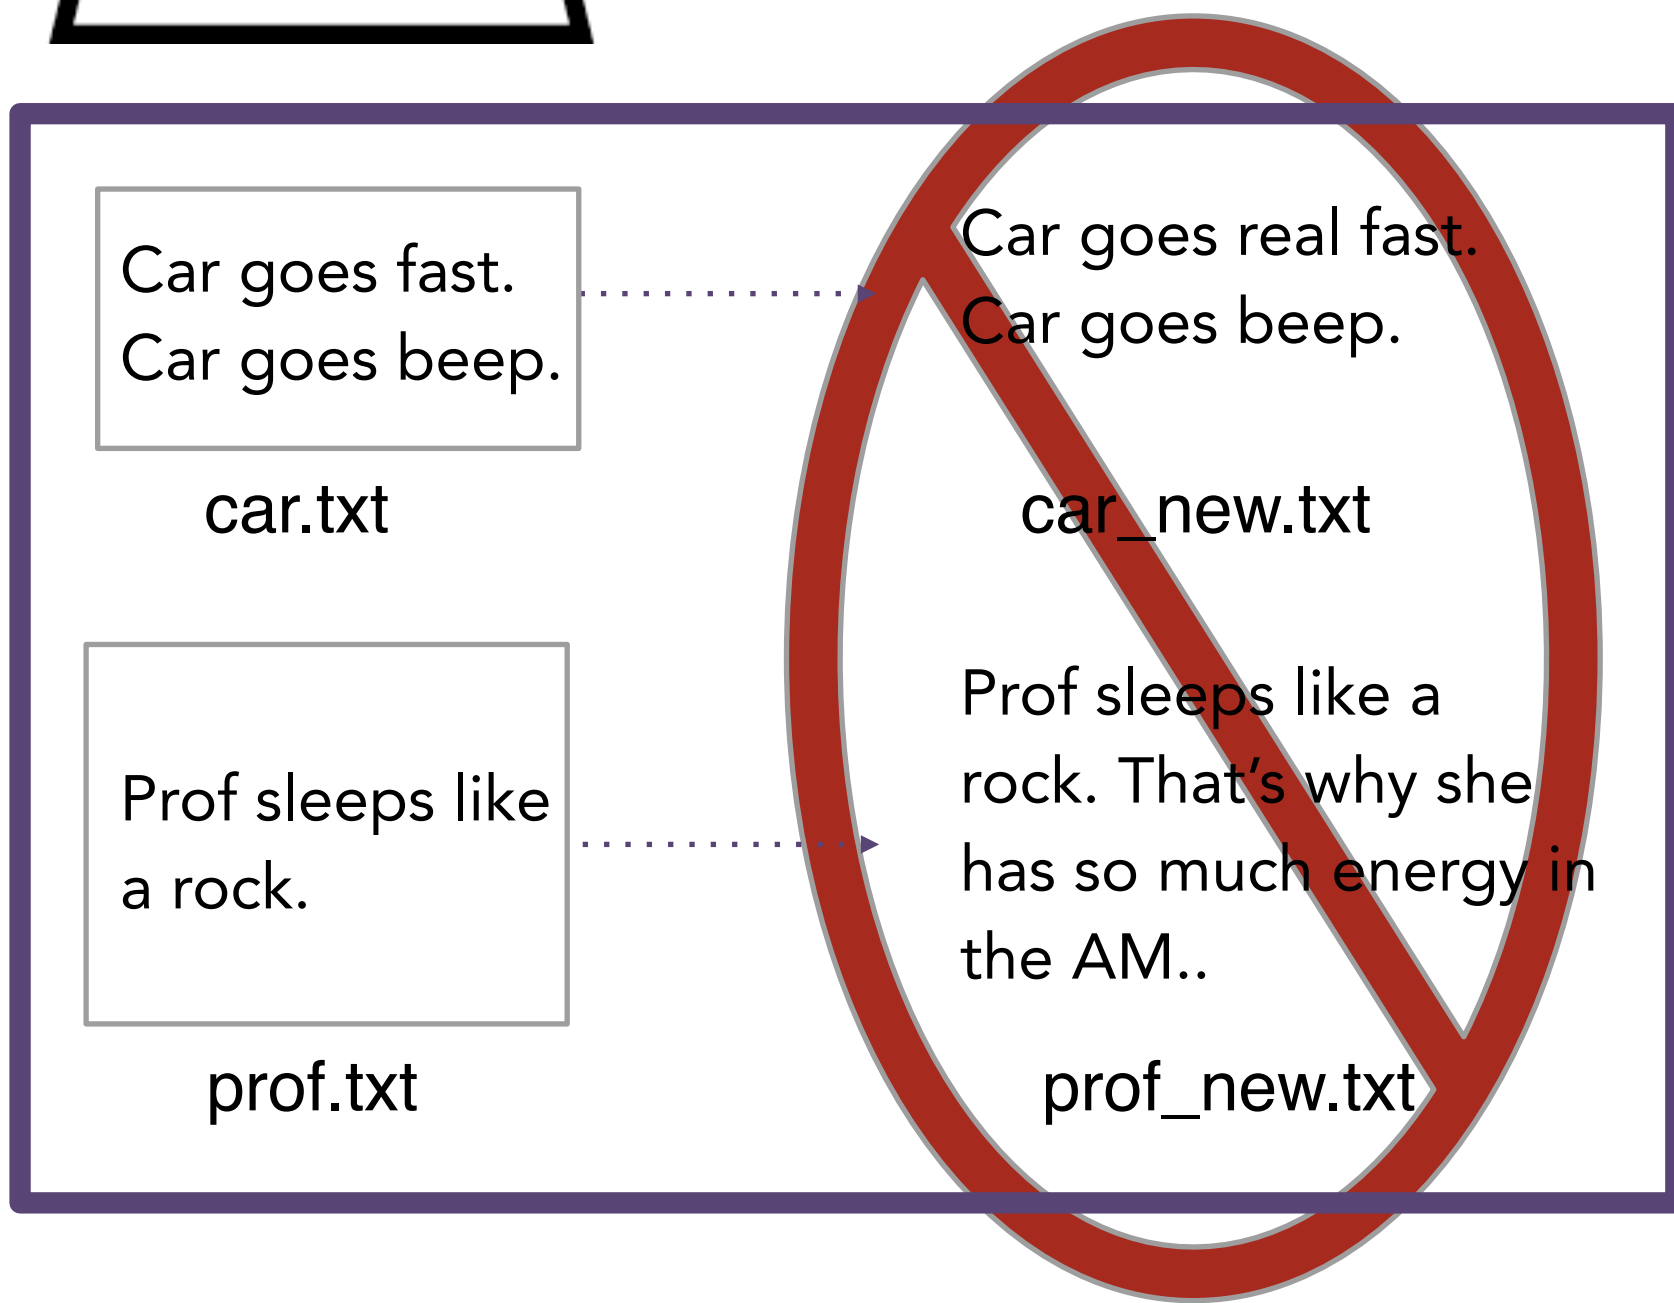 Car goes fast.
Car goes beep.
car.txt
Car goes real fast.
Car goes beep.
car_new.txt
Prof sleeps like
a rock.
prof.txt
Prof sleeps like a
rock. That’s why she
has so much energy in
the AM..
prof_new.txt